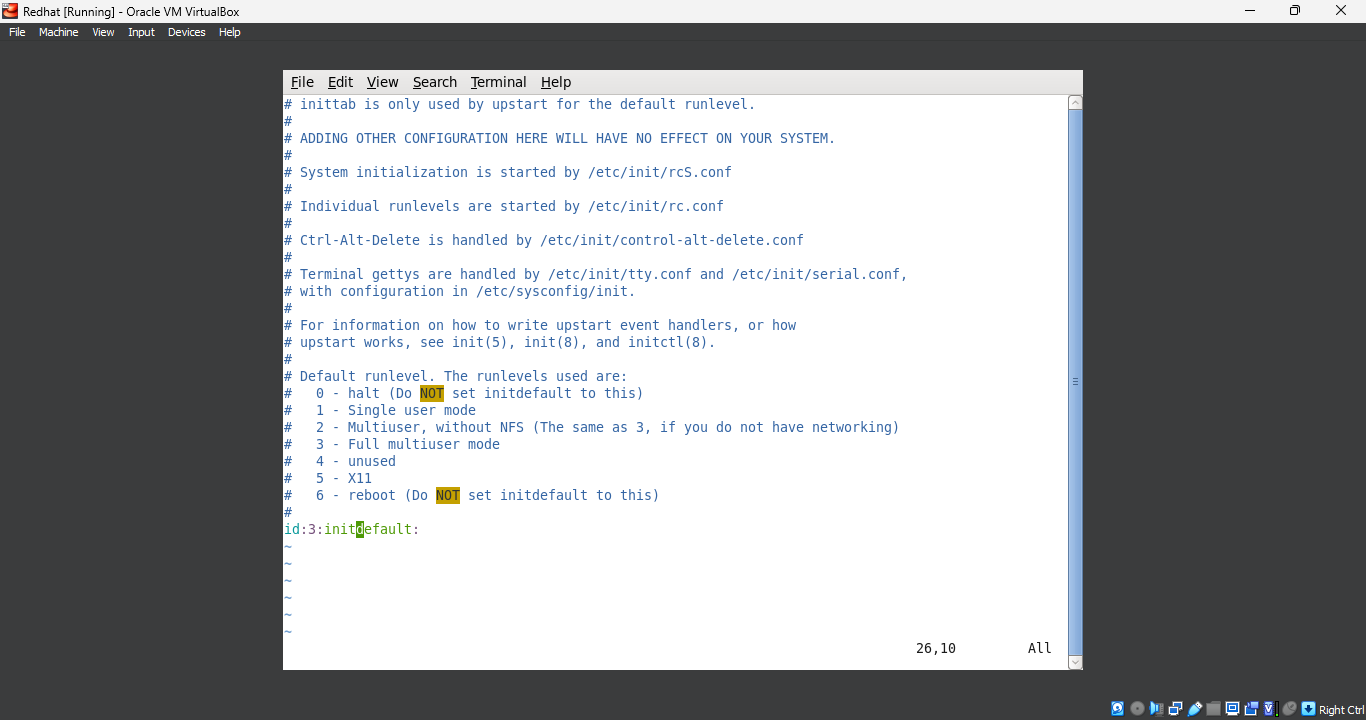 Redhat [Running] - Oracle VM VirtualBox
File Machine View Input Devices Help
File Edit View Search Terminal Help
# inittab is only used by upstart for the default runlevel.
#
# ADDING OTHER CONFIGURATION HERE WILL HAVE NO EFFECT ON YOUR SYSTEM.
#
# System initialization is started by /etc/init/rcS.conf
#
# Individual runlevels are started by /etc/init/rc.conf
#
# Ctrl-Alt-Delete is handled by /etc/init/control-alt-delete.conf
#
# Terminal gettys are handled by /etc/init/tty.conf and /etc/init/serial.conf,
# with configuration in /etc/sysconfig/init.
#
# For information on how to write upstart event handlers, or how
# upstart works, see init(5), init(8), and initctl(8).
#
# Default runlevel. The runlevels used are:
#   0 - halt (Do NOT set initdefault to this)
#   1 - Single user mode
#   2 - Multiuser, without NFS (The same as 3, if you do not have networking)
#   3 - Full multiuser mode
#   4 - unused
#   5 - X11
#   6 - reboot (Do NOT set initdefault to this)
#
id:3:initdefault:
~
~
~
~
~
~
26,10 All
Right Ctrl